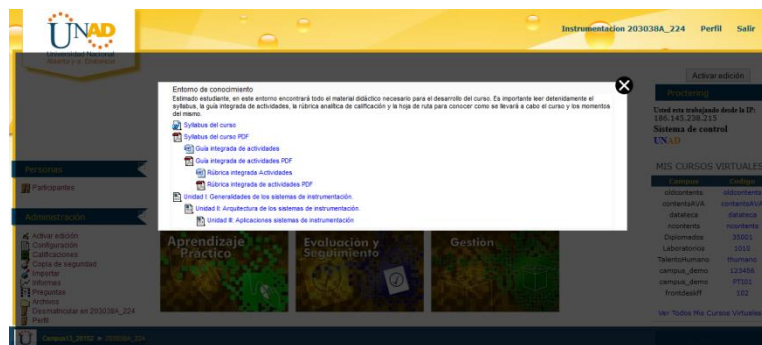 UNAD
Universidad Nacional
Abierta y a Distancia
Instrumentacion 203038A_224 Perfil Salir
Activar edición
Entorno de conocimiento
Estimado estudiante, en este entorno encontrará todo el material didáctico necesario para el desarrollo del curso. Es importante leer detenidamente el
syllabus, la guía integrada de actividades, la rúbrica analítica de calificación y la hoja de ruta para conocer como se llevará a cabo el curso y los momentos
del mismo.
Syllabus del curso
Syllabus del curso PDF
Guía integrada de actividades
Guía integrada de actividades PDF
Rúbrica integrada Actividades
Rúbrica integrada de actividades PDF
Unidad I: Generalidades de los sistemas de instrumentación.
Unidad II: Arquitectura de los sistemas de instrumentación.
Unidad III: Aplicaciones sistemas de instrumentación
Proctering
Usted esta trabajando desde la IP:
186.145.238.215
Sistema de control
UNAD
Personas
Participantes
Administración
Activar edición
Configuración
Calificaciones
Copia de seguridad
Importar
Informes
Preguntas
Archivos
Desmatricular en 203038A_224
Perfil
Aprendizaje
Práctico
Evaluación y
Seguimiento
Gestión
MIS CURSOS VIRTUALES
Campus Codigo
oldcontents oldcontents
contentsAVA contentsAVA
datateca datateca
ncontents ncontents
Diplomados 35001
Laboratorios 1010
TalentoHumano thumano
campus_demo 123456
campus_demo PTI01
frontdeskff 102
Ver Todos Mis Cursos Virtuales
Campus13_20152 ► 203038A_224